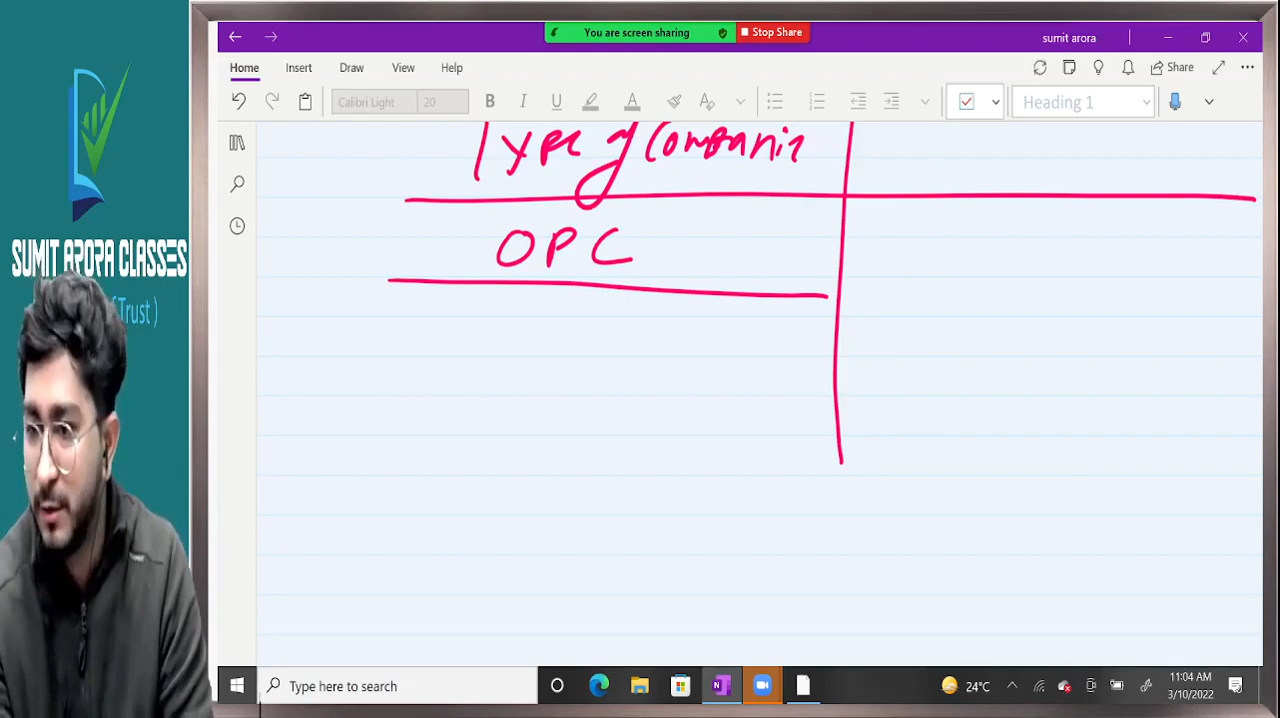 You are screen sharing Stop Share
sumit arora
Home Insert Draw View Help Share
Calibri Light 20 B I U A Heading 1
Type of Companie
OPC
SUMIT ARORA CLASSES
Trust )
Type here to search
24°C
11:04 AM
3/10/2022